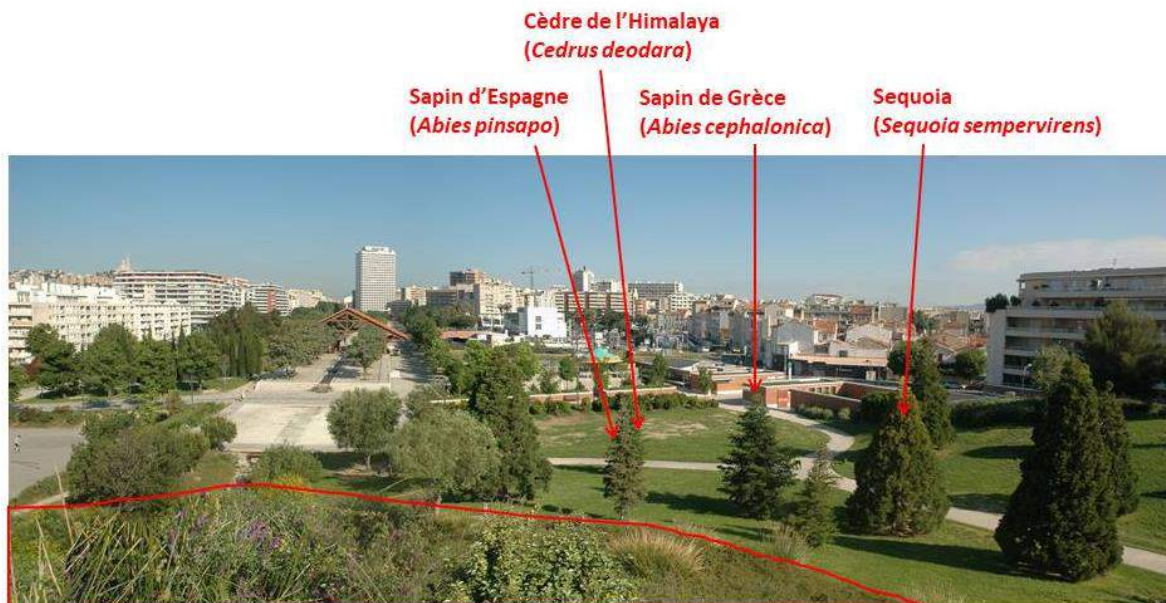 Cèdre de l’Himalaya
(Cedrus deodara)
Sapin d’Espagne
(Abies pinsapo)
Sapin de Grèce
(Abies cephalonica)
Sequoia
(Sequoia sempervirens)